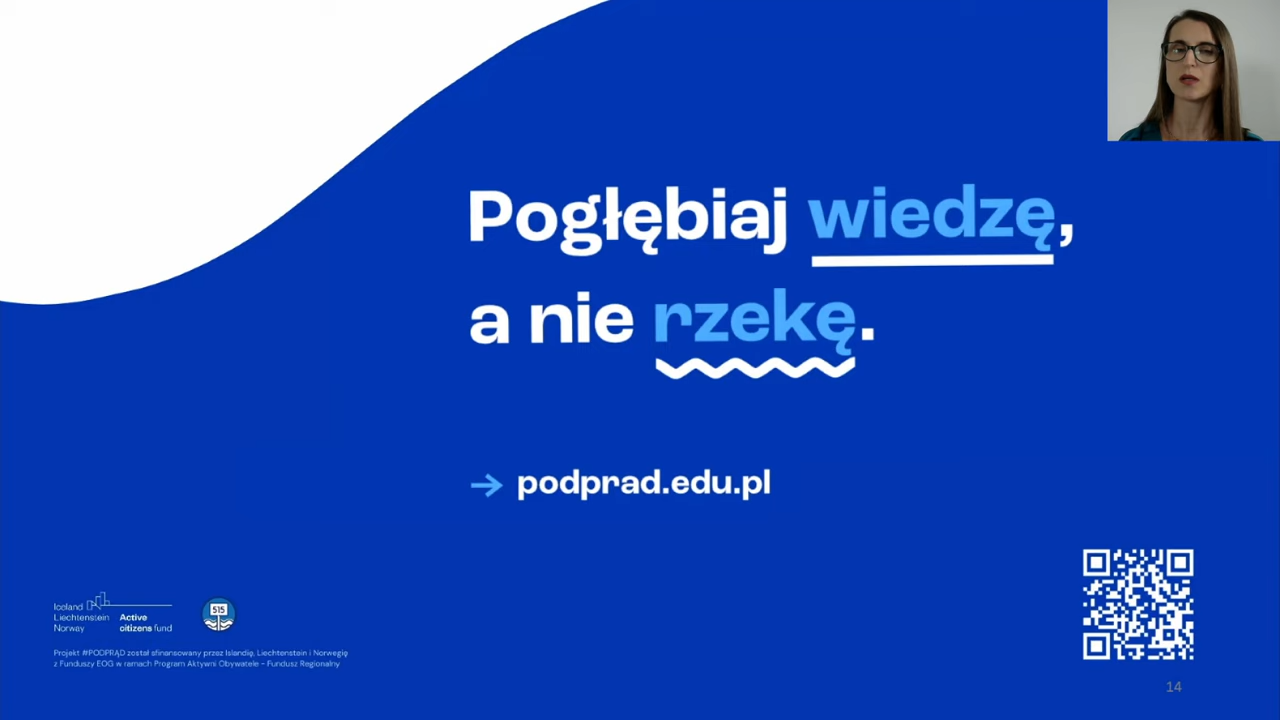 Pogłębiaj wiedzę,
a nie rzekę.
→ podprad.edu.pl
Iceland
Liechtenstein
Norway
Active
citizens fund
515
Projekt #PODPRĄD został sfinansowany przez Islandię, Liechtenstein i Norwegię
z Funduszy EOG w ramach Program Aktywni Obywatele – Fundusz Regionalny
14